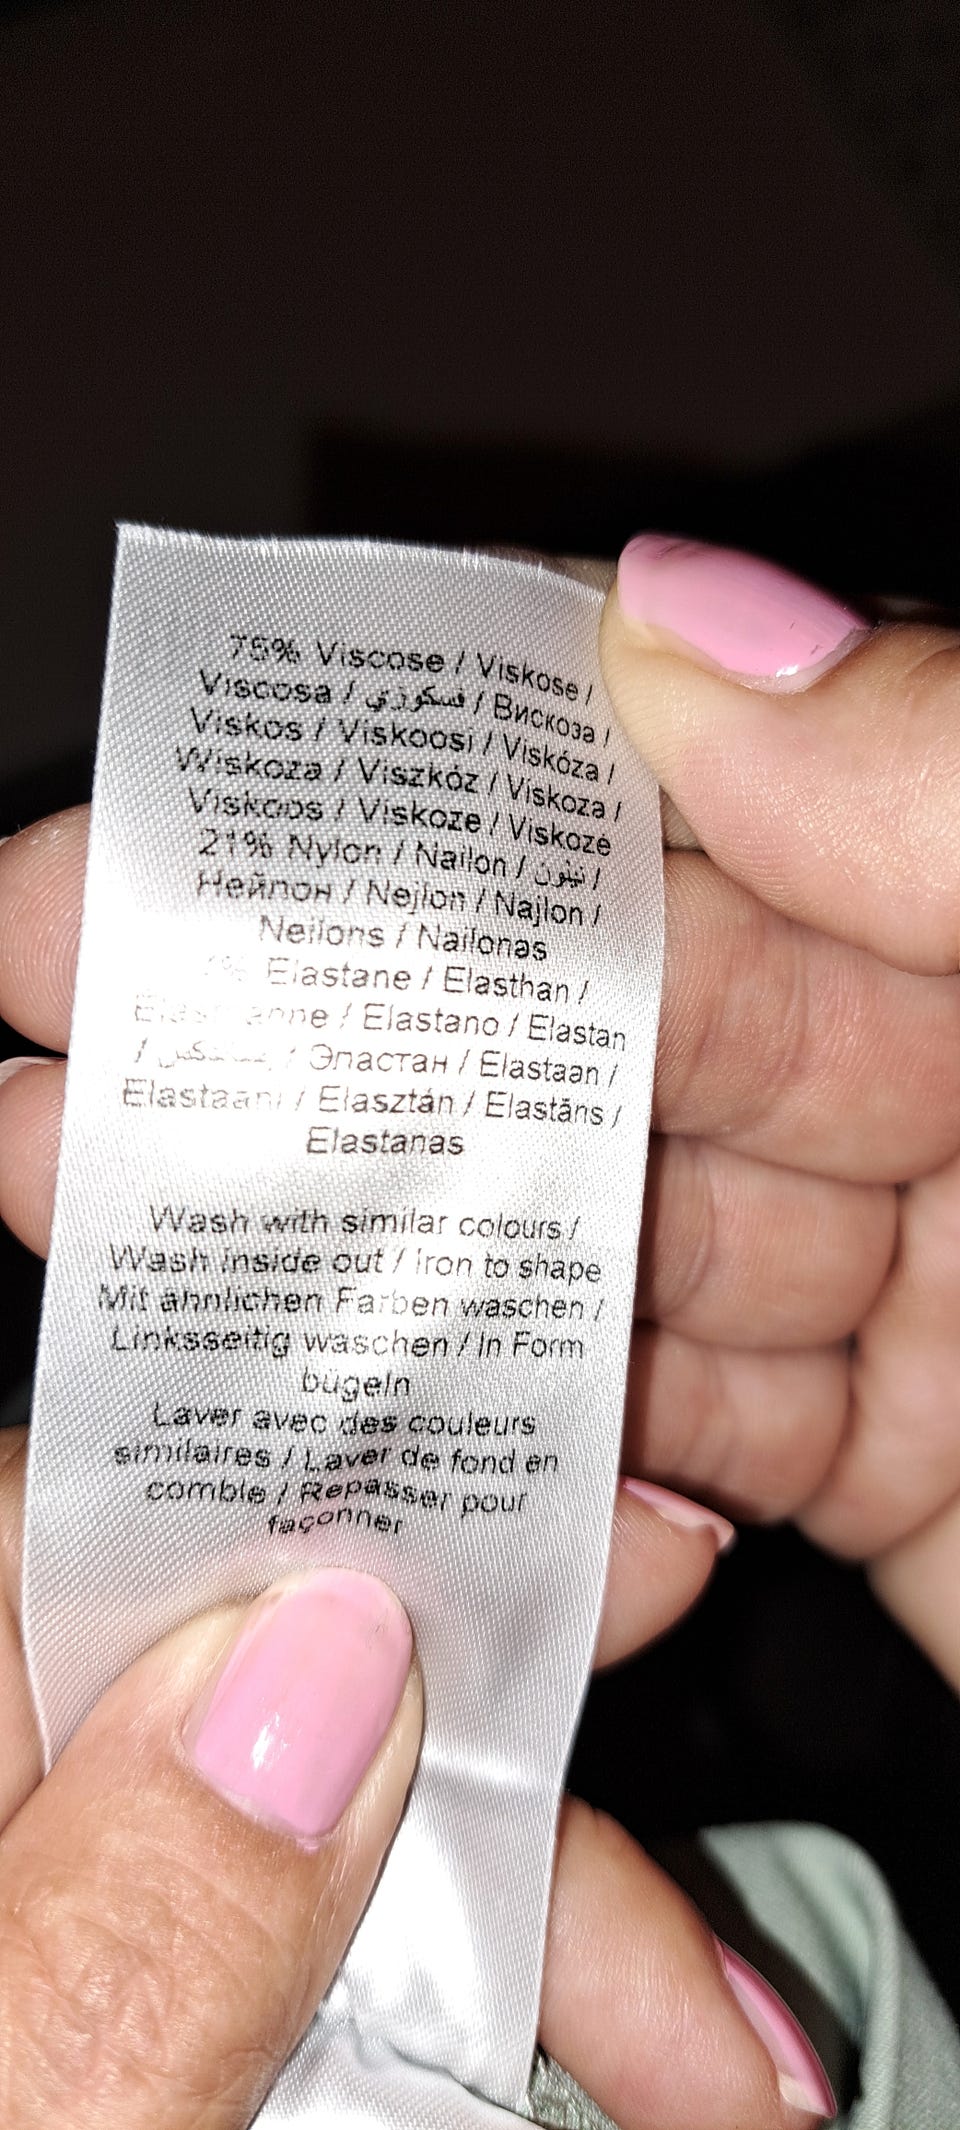 75% Viscose / Viskose /
Viscosa / فسكوزي / Вискоза /
Viskos / Viskoosi / Viskóza /
Wiskoza / Viszkóz / Vískoza /
Viskoos / Viskoze / Viskozė
21% Nylon / Nailon / نيلون /
Нейлон / Nejlon / Najlon /
Neilons / Nailonas
% Elastane / Elasthan /
/ Elastano / Elastan
/ / Эластан / Elastaan /
Elastaani / Elasztán / Elastāns /
Elastanas
Wash with similar colours /
Wash inside out / Iron to shape
Mit ähnlichen Farben waschen /
Linksseitig waschen / In Form
bügeln
Laver avec des couleurs
similaires / Laver de fond en
comble / Repasser pour
façonner